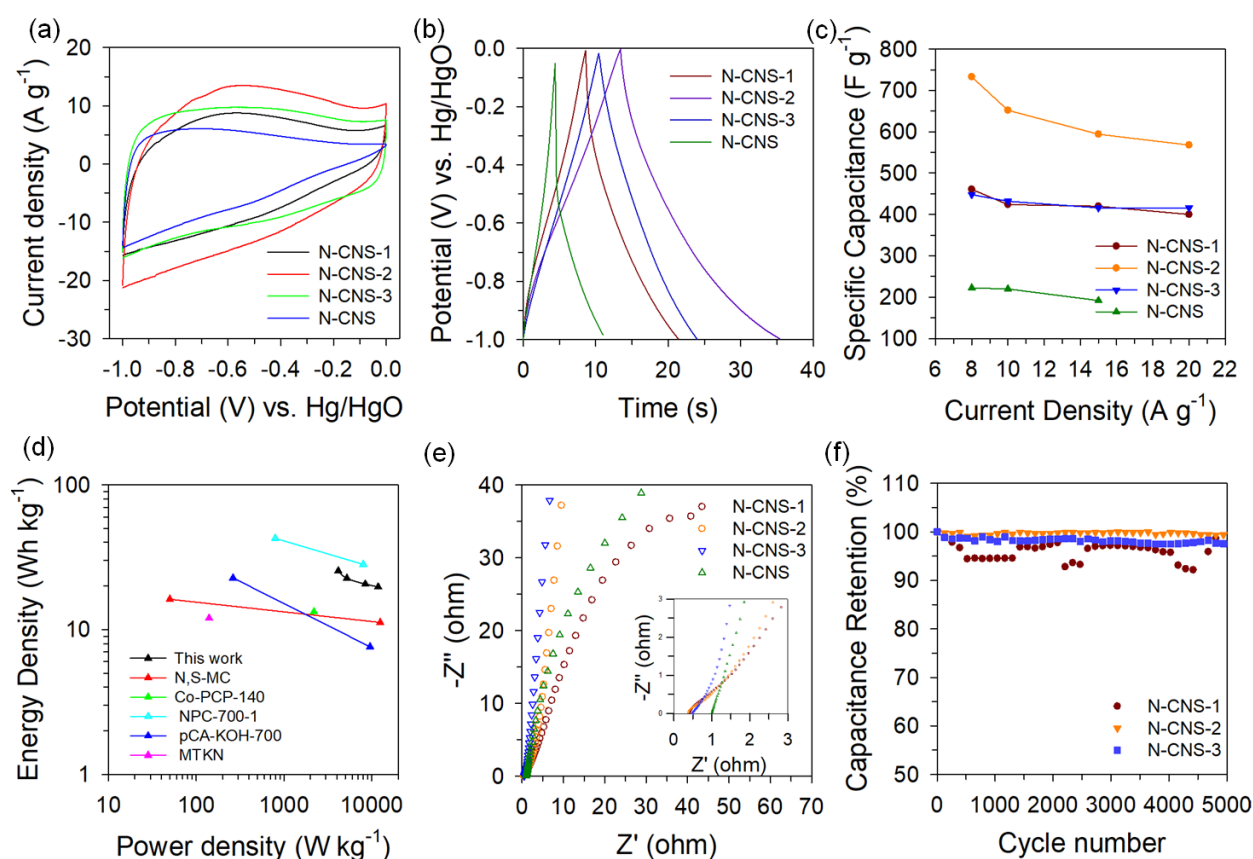 (a)
Current density (A g⁻¹)
20
10
0
-10
-20
-30
-1.0 -0.8 -0.6 -0.4 -0.2 0.0
Potential (V) vs. Hg/HgO
N-CNS-1
N-CNS-2
N-CNS-3
N-CNS
(b)
Potential (V) vs. Hg/HgO
0.0
-0.2
-0.4
-0.6
-0.8
-1.0
0 10 20 30 40
Time (s)
N-CNS-1
N-CNS-2
N-CNS-3
N-CNS
(c)
Specific Capacitance (F g⁻¹)
800
700
600
500
400
300
200
100
6 8 10 12 14 16 18 20 22
Current Density (A g⁻¹)
N-CNS-1
N-CNS-2
N-CNS-3
N-CNS
(d)
Energy Density (Wh kg⁻¹)
100
10
1
10 100 1000 10000
Power density (W kg⁻¹)
This work
N,S-MC
Co-PCP-140
NPC-700-1
pCA-KOH-700
MTKN
(e)
-Z" (ohm)
40
30
20
10
0
0 10 20 30 40 50 60 70
Z' (ohm)
N-CNS-1
N-CNS-2
N-CNS-3
N-CNS
-Z" (ohm)
3
2
1
0
0 1 2 3
Z' (ohm)
(f)
Capacitance Retention (%)
110
100
90
80
70
60
50
0 1000 2000 3000 4000 5000
Cycle number
N-CNS-1
N-CNS-2
N-CNS-3